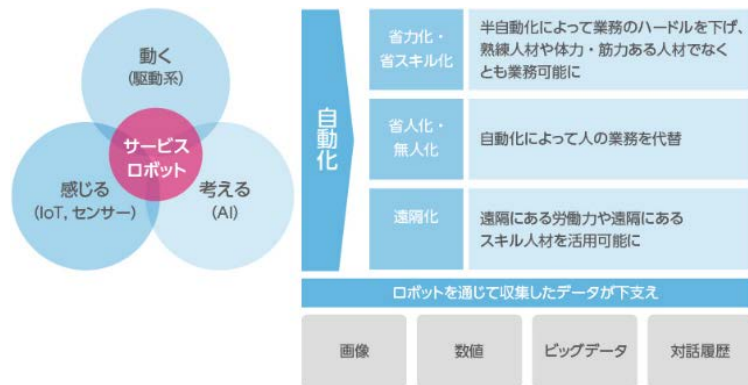 動く
(駆動系)
サービス
ロボット
感じる
(IoT, センサー)
考える
(AI)
自動化
省力化・
省スキル化
半自動化によって業務のハードルを下げ、
熟練人材や体力・筋力ある人材でなく
とも業務可能に
省人化・
無人化
自動化によって人の業務を代替
遠隔化
遠隔にある労働力や遠隔にある
スキル人材を活用可能に
ロボットを通じて収集したデータが下支え
画像
数値
ビッグデータ
対話履歴